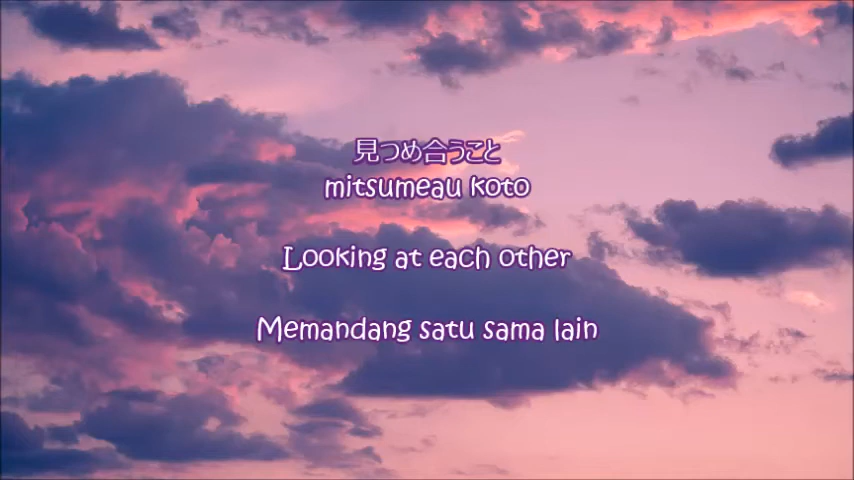 見つめ合うこと
mitsumeau koto
Looking at each other
Memandang satu sama lain